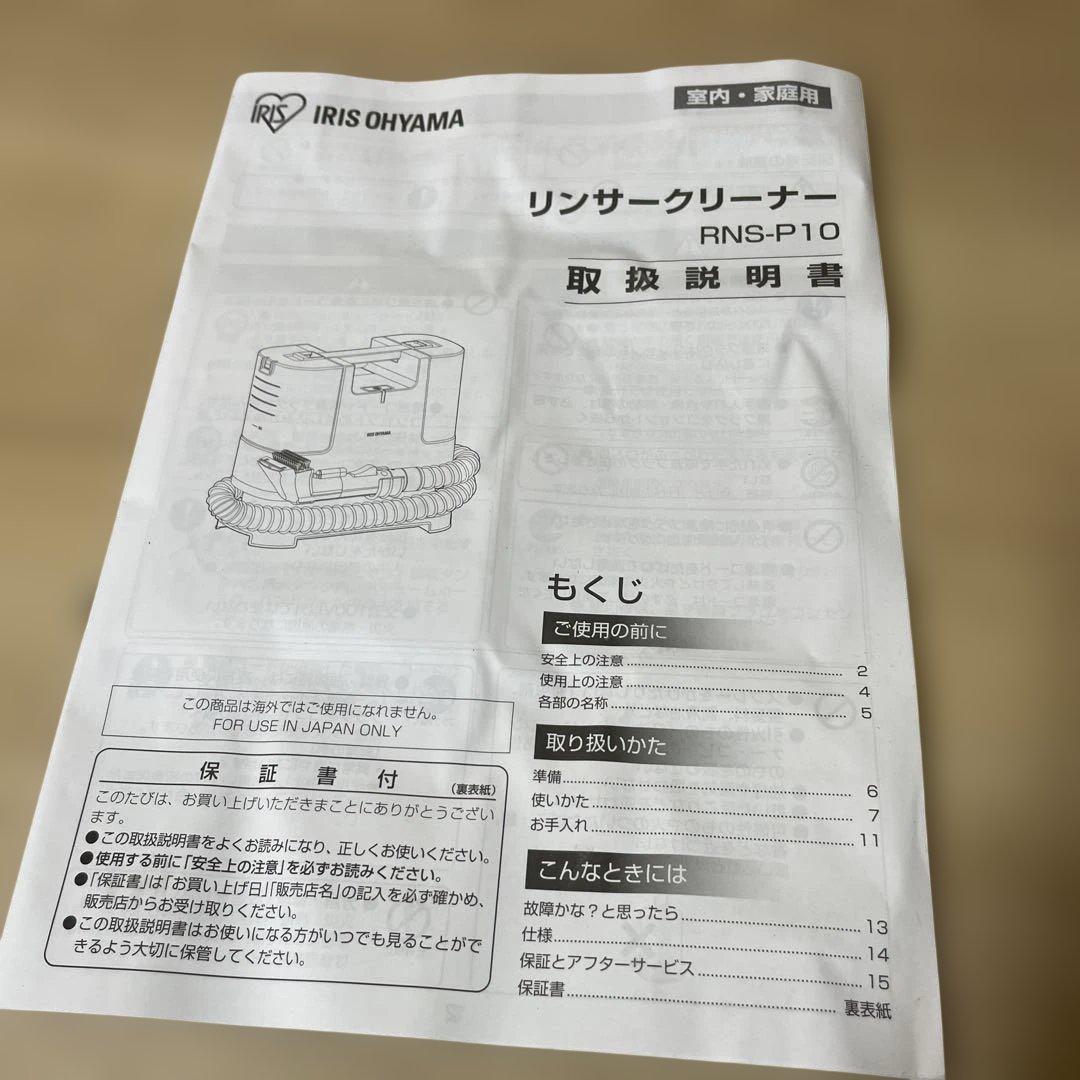 IRIS IRIS OHYAMA
室内・家庭用
リンサークリーナー
RNS-P10
取扱説明書
IRIS OHYAMA
もくじ
ご使用の前に
安全上の注意 2
使用上の注意 4
各部の名称 5
取り扱いかた
準備 6
使いかた 7
お手入れ 11
こんなときには
故障かな?と思ったら 13
仕様 14
保証とアフターサービス 15
保証書 裏表紙
この商品は海外ではご使用になれません。
FOR USE IN JAPAN ONLY
保証書付 (裏表紙)
このたびは、お買い上げいただきまことにありがとうござい
ます。
●この取扱説明書をよくお読みになり、正しくお使いください。
●使用する前に「安全上の注意」を必ずお読みください。
●「保証書」は「お買い上げ日」「販売店名」の記入を必ず確かめ、
販売店からお受け取りください。
●この取扱説明書はお使いになる方がいつでも見ることがで
きるよう大切に保管してください。